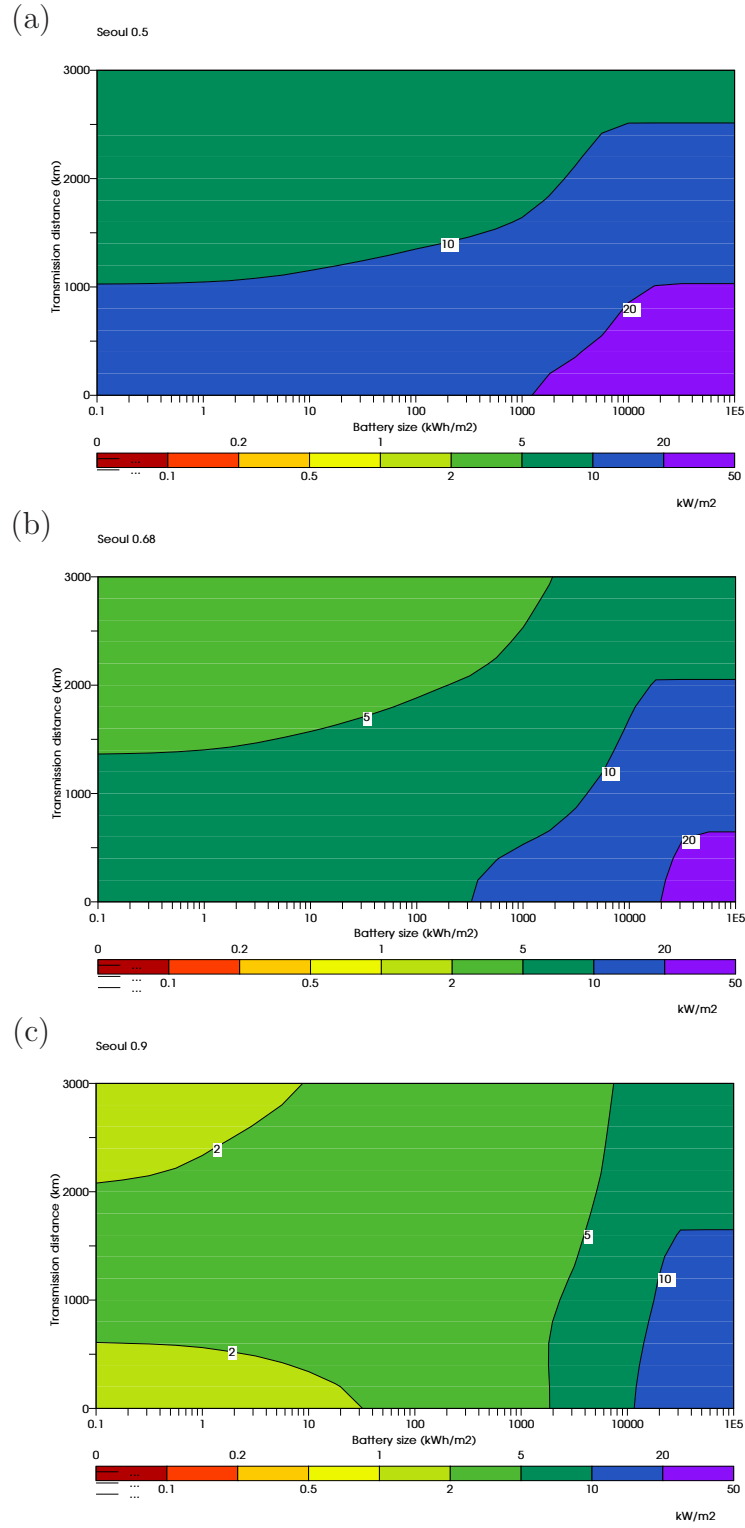 (a)
Seoul 0.5
3000
2000
1000
0
Transmission distance (km)
10
20
0.1 1 10 100 1000 10000 1E5
Battery size (kWh/m2)
0 0.2 1 5 20
... 0.1 0.5 2 10 50
...
kW/m2
(b)
Seoul 0.68
3000
2000
1000
0
Transmission distance (km)
5
10
20
0.1 1 10 100 1000 10000 1E5
Battery size (kWh/m2)
0 0.2 1 5 20
... 0.1 0.5 2 10 50
...
kW/m2
(c)
Seoul 0.9
3000
2000
1000
0
Transmission distance (km)
2
5
10
2
0.1 1 10 100 1000 10000 1E5
Battery size (kWh/m2)
0 0.2 1 5 20
... 0.1 0.5 2 10 50
...
kW/m2